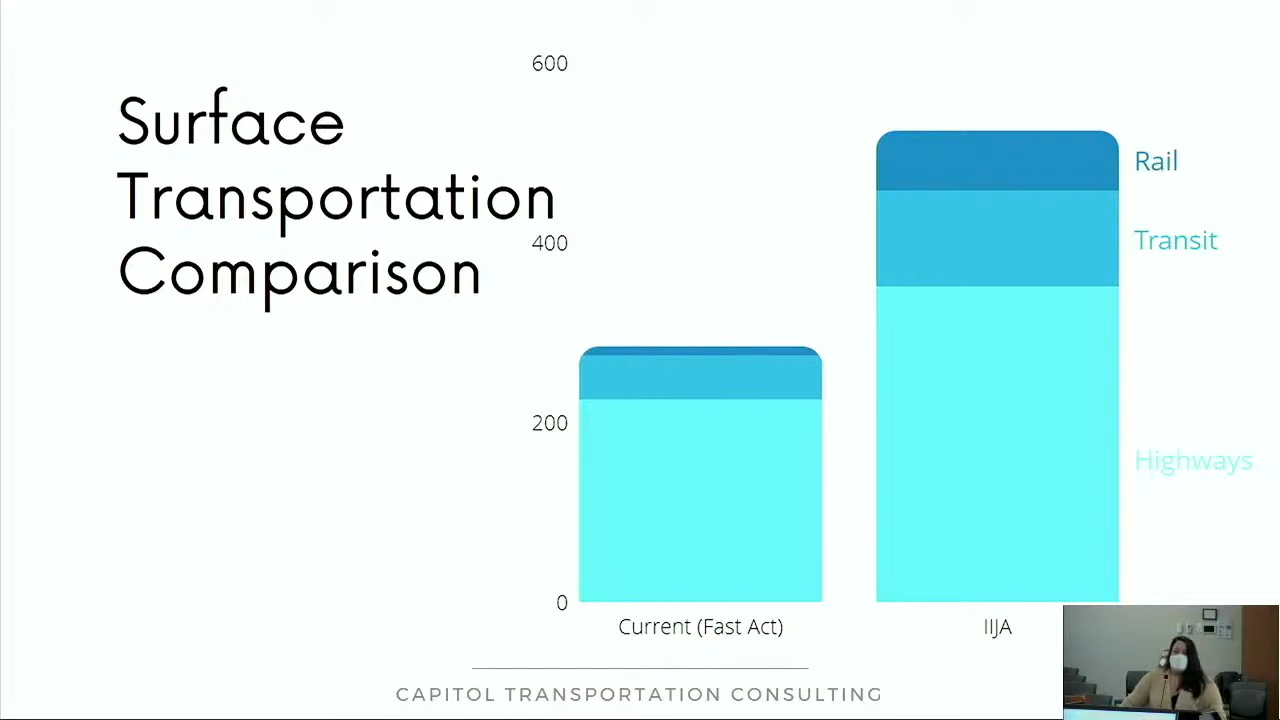 Surface
Transportation
Comparison
600
400
200
0
Rail
Transit
Highways
Current (Fast Act)
IIJA
CAPITOL TRANSPORTATION CONSULTING